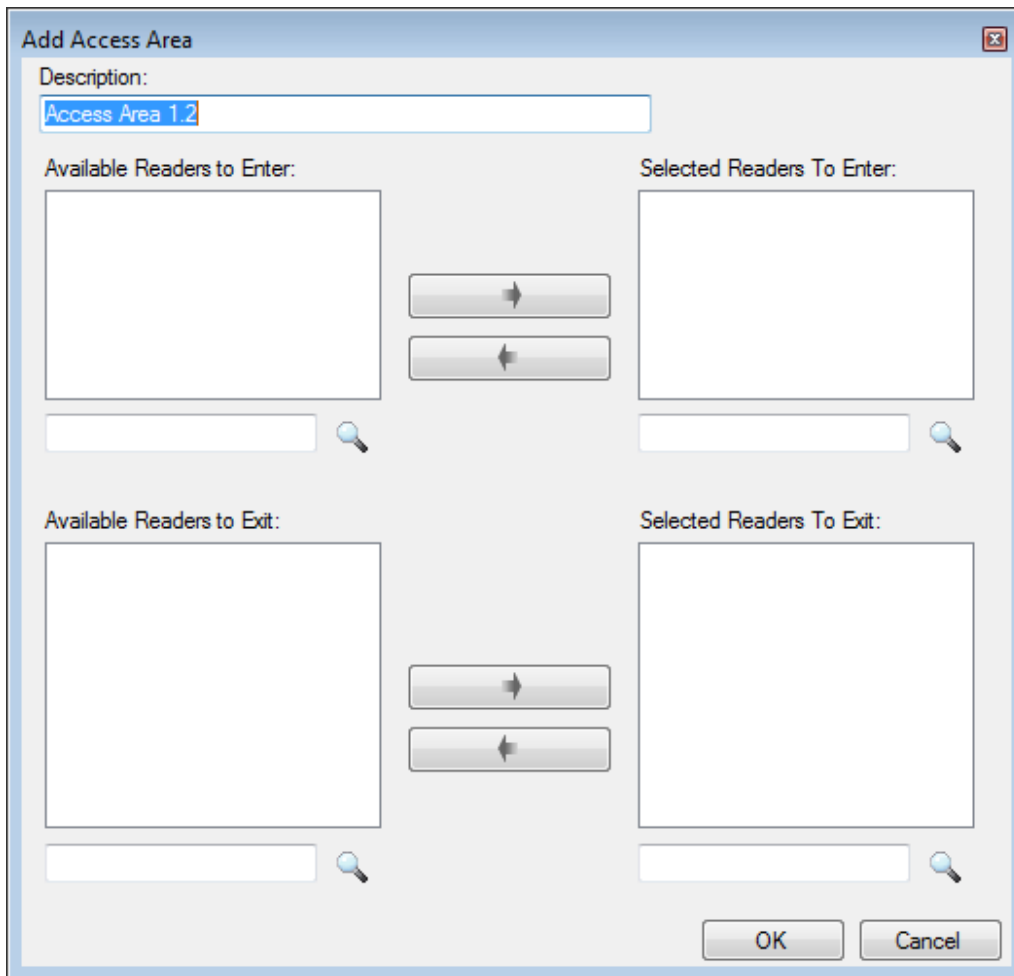 Add Access Area
Description:
Access Area 1.2
Available Readers to Enter:
Selected Readers To Enter:
Available Readers to Exit:
Selected Readers To Exit:
OK
Cancel